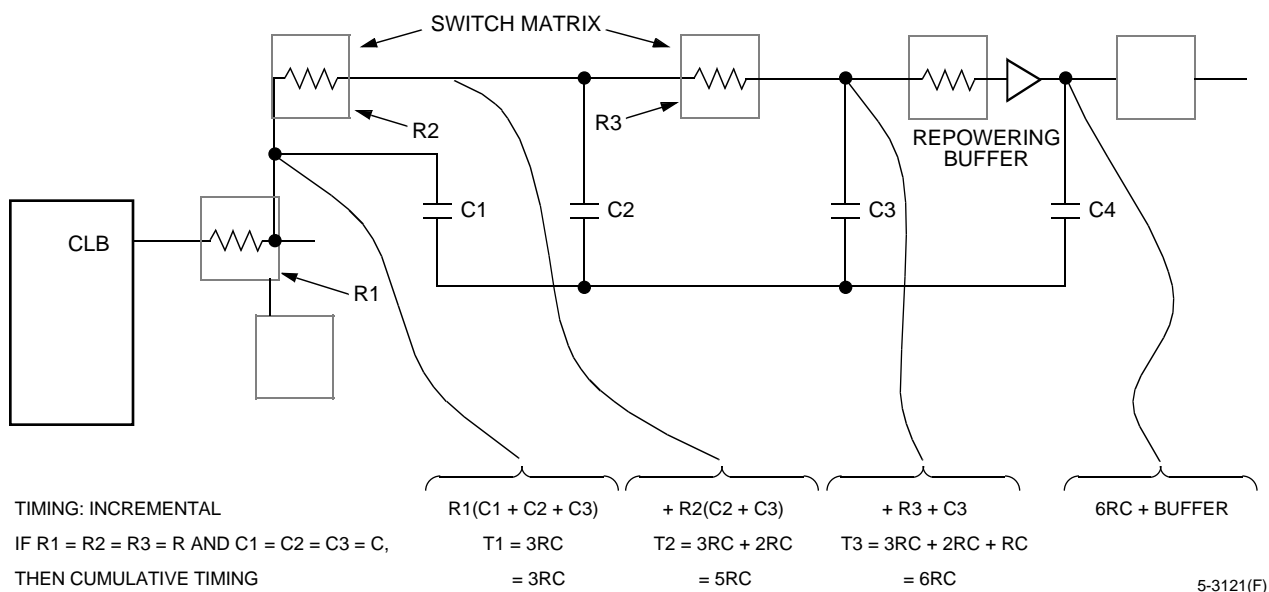 SWITCH MATRIX
R2
R3
REPOWERING
BUFFER
CLB
C1
C2
C3
C4
R1
TIMING: INCREMENTAL
R1(C1 + C2 + C3)
+ R2(C2 + C3)
+ R3 + C3
6RC + BUFFER
IF R1 = R2 = R3 = R AND C1 = C2 = C3 = C,
T1 = 3RC
T2 = 3RC + 2RC
T3 = 3RC + 2RC + RC
THEN CUMULATIVE TIMING
= 3RC
= 5RC
= 6RC
5-3121(F)